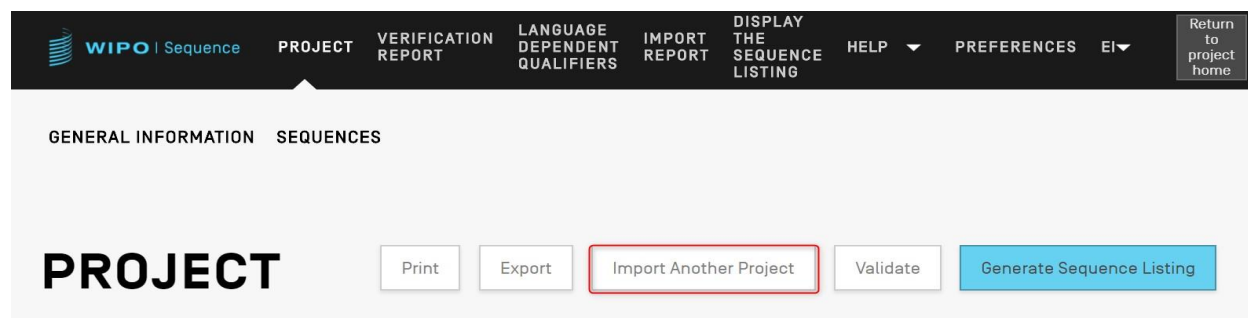 WIPO | Sequence
PROJECT
VERIFICATION
REPORT
LANGUAGE
DEPENDENT
QUALIFIERS
IMPORT
REPORT
DISPLAY
THE
SEQUENCE
LISTING
HELP
PREFERENCES
EI
Return
to
project
home
GENERAL INFORMATION SEQUENCES
PROJECT
Print
Export
Import Another Project
Validate
Generate Sequence Listing